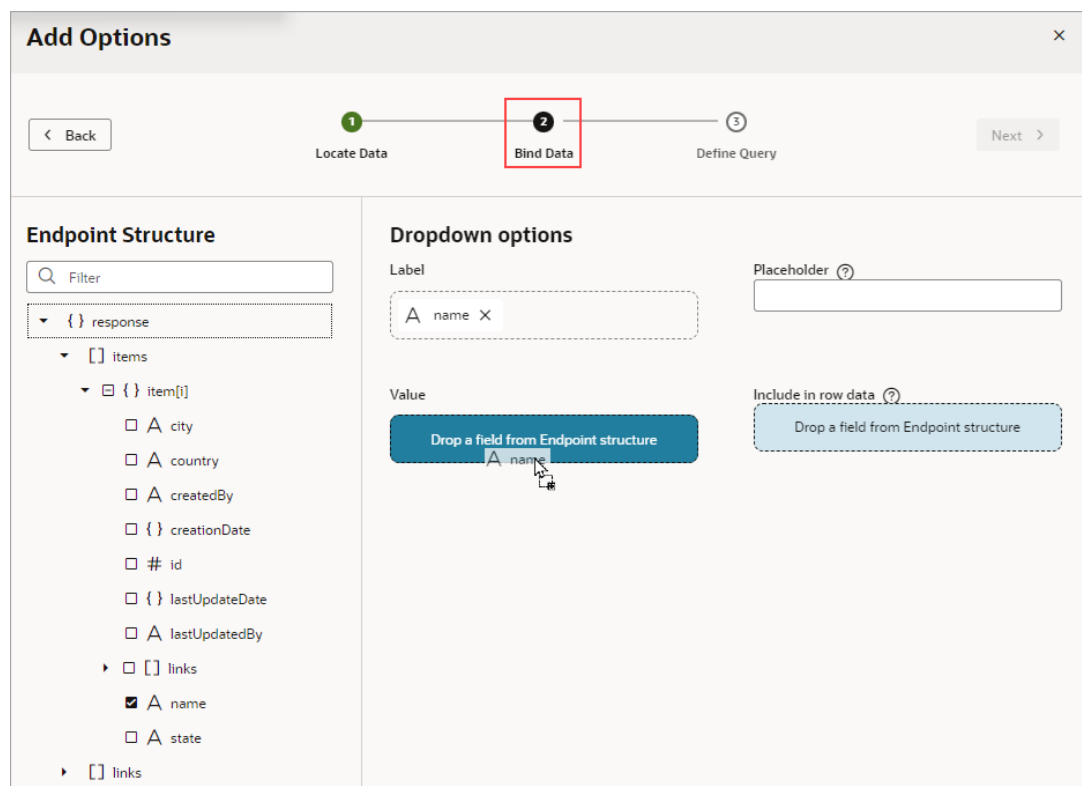 Add Options
Back
1
2
3
Next
Locate Data
Bind Data
Define Query
Endpoint Structure
Filter
{ } response
[ ] items
{ } item[i]
A city
A country
A createdBy
{ } creationDate
# id
{ } lastUpdateDate
A lastUpdatedBy
[ ] links
A name
A state
[ ] links
Dropdown options
Label
A name
Placeholder ?
Value
Drop a field from Endpoint structure
A name
Include in row data ?
Drop a field from Endpoint structure